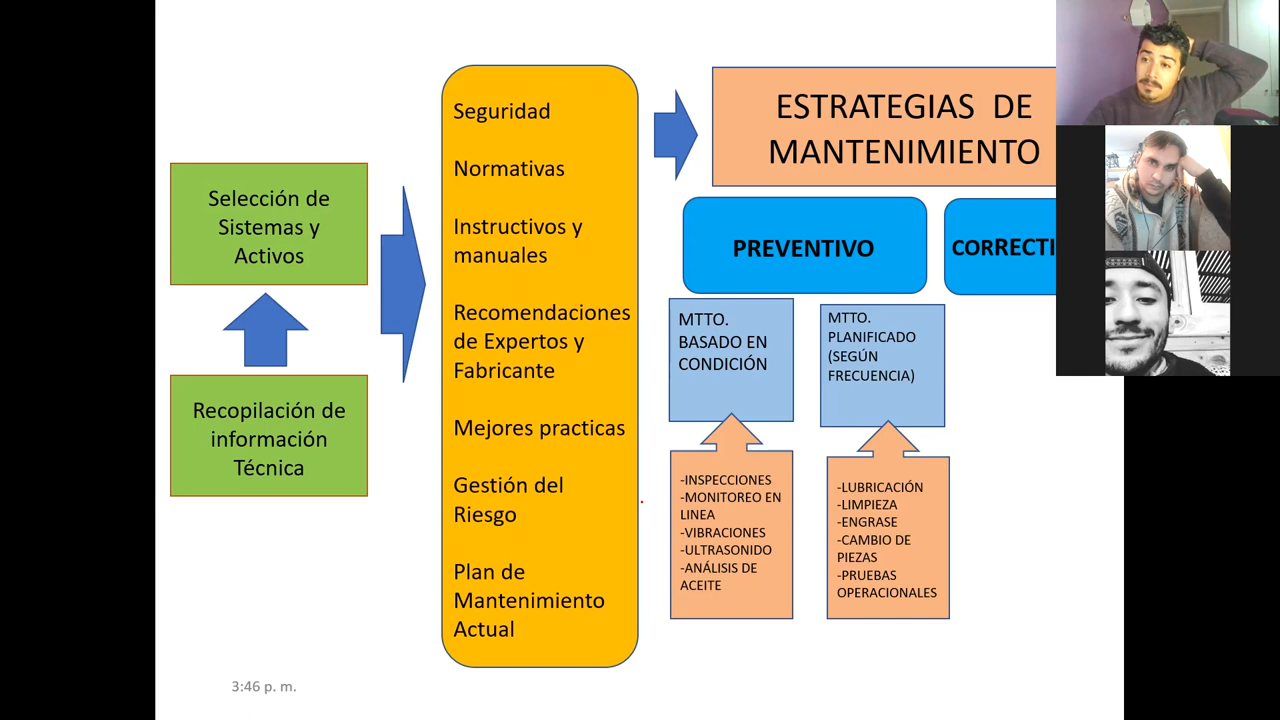 Selección de
Sistemas y
Activos
Recopilación de
información
Técnica
Seguridad
Normativas
Instructivos y
manuales
Recomendaciones
de Expertos y
Fabricante
Mejores practicas
Gestión del
Riesgo
Plan de
Mantenimiento
Actual
ESTRATEGIAS DE
MANTENIMIENTO
PREVENTIVO
CORRECTI
MTTO.
BASADO EN
CONDICIÓN
MTTO.
PLANIFICADO
(SEGÚN
FRECUENCIA)
-INSPECCIONES
-MONITOREO EN
LINEA
-VIBRACIONES
-ULTRASONIDO
-ANÁLISIS DE
ACEITE
-LUBRICACIÓN
-LIMPIEZA
-ENGRASE
-CAMBIO DE
PIEZAS
-PRUEBAS
OPERACIONALES
3:46 p. m.